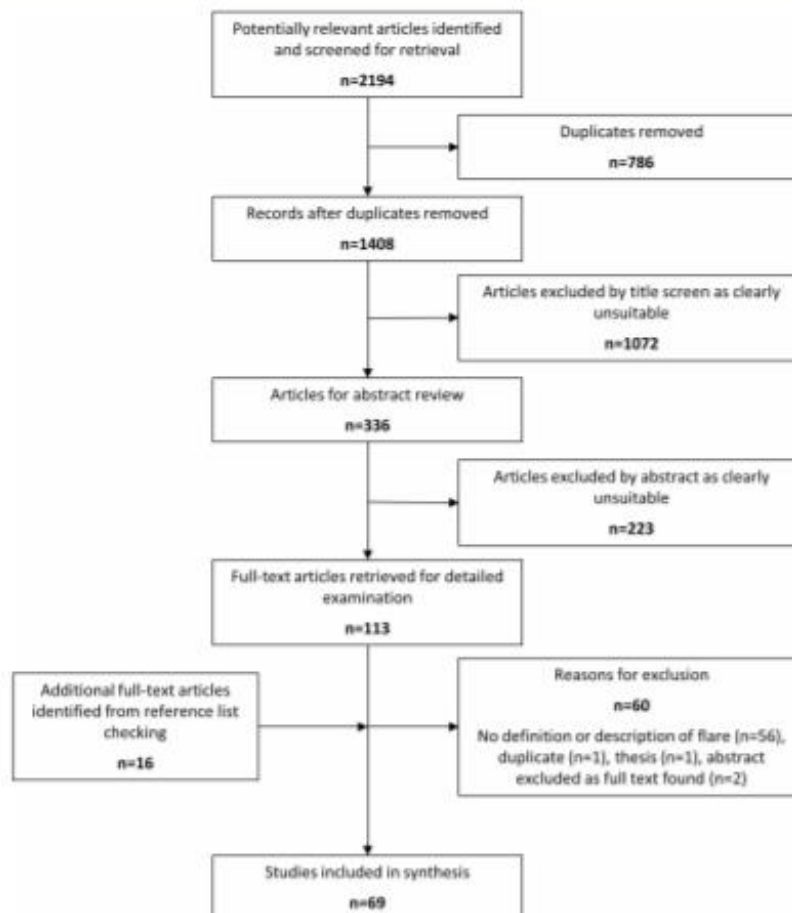 Potentially relevant articles identified
and screened for retrieval
n=2194
Duplicates removed
n=786
Records after duplicates removed
n=1408
Articles excluded by title screen as clearly
unsuitable
n=1072
Articles for abstract review
n=336
Articles excluded by abstract as clearly
unsuitable
n=223
Full-text articles retrieved for detailed
examination
n=113
Additional full-text articles
identified from reference list
checking
n=16
Reasons for exclusion
n=60
No definition or description of flare (n=56),
duplicate (n=1), thesis (n=1), abstract
excluded as full text found (n=2)
Studies included in synthesis
n=69